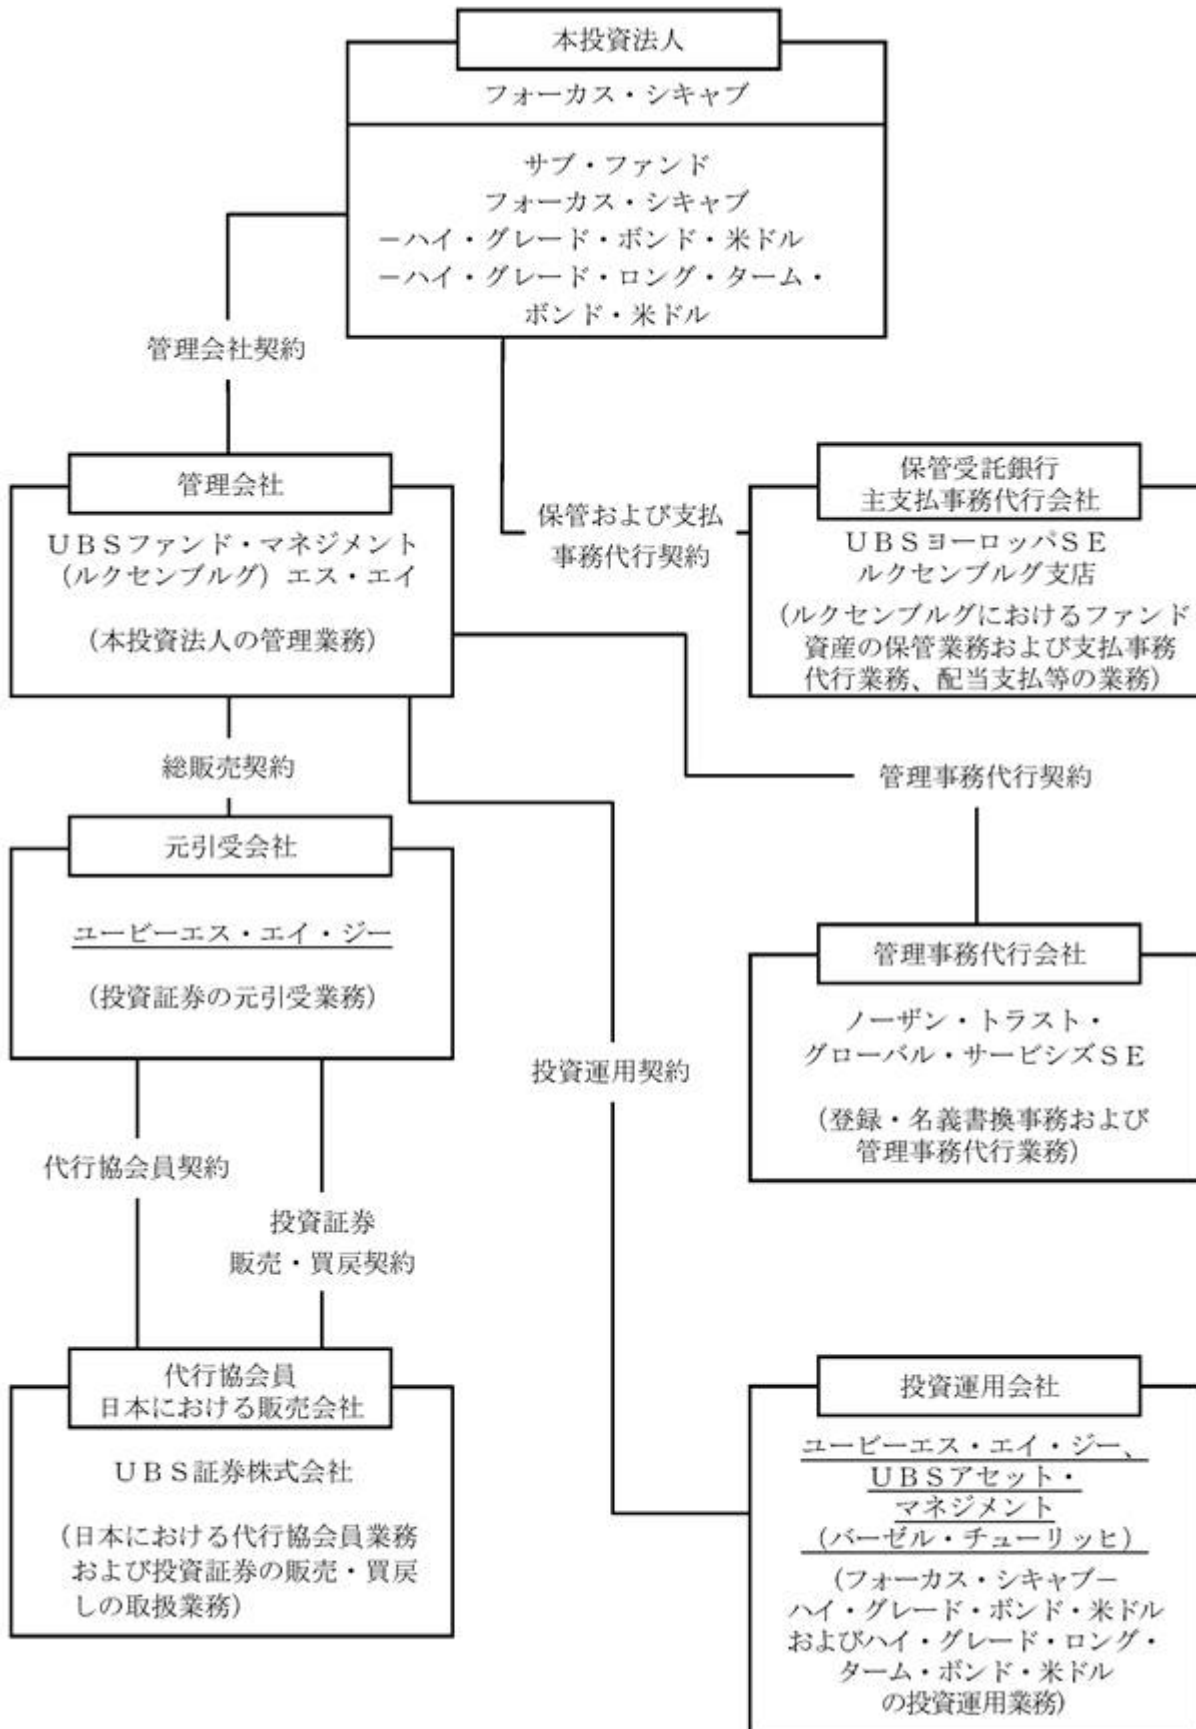 本投資法人
フォーカス・シキャブ
サブ・ファンド
フォーカス・シキャブ
－ハイ・グレード・ボンド・米ドル
－ハイ・グレード・ロング・ターム・
ボンド・米ドル
管理会社契約
管理会社
ＵＢＳファンド・マネジメント
（ルクセンブルグ）エス・エイ
（本投資法人の管理業務）
保管および支払
事務代行契約
保管受託銀行
主支払事務代行会社
ＵＢＳヨーロッパＳＥ
ルクセンブルグ支店
（ルクセンブルグにおけるファンド
資産の保管業務および支払事務
代行業務、配当支払等の業務）
総販売契約
管理事務代行契約
元引受会社
ユービーエス・エイ・ジー
（投資証券の元引受業務）
管理事務代行会社
ノーザン・トラスト・
グローバル・サービシズＳＥ
（登録・名義書換事務および
管理事務代行業務）
投資運用契約
代行協会員契約
投資証券
販売・買戻契約
代行協会員
日本における販売会社
ＵＢＳ証券株式会社
（日本における代行協会員業務
および投資証券の販売・買戻
しの取扱業務）
投資運用会社
ユービーエス・エイ・ジー、
ＵＢＳアセット・
マネジメント
（バーゼル・チューリッヒ）
（フォーカス・シキャブ－
ハイ・グレード・ボンド・米ドル
およびハイ・グレード・ロング・
ターム・ボンド・米ドル
の投資運用業務）